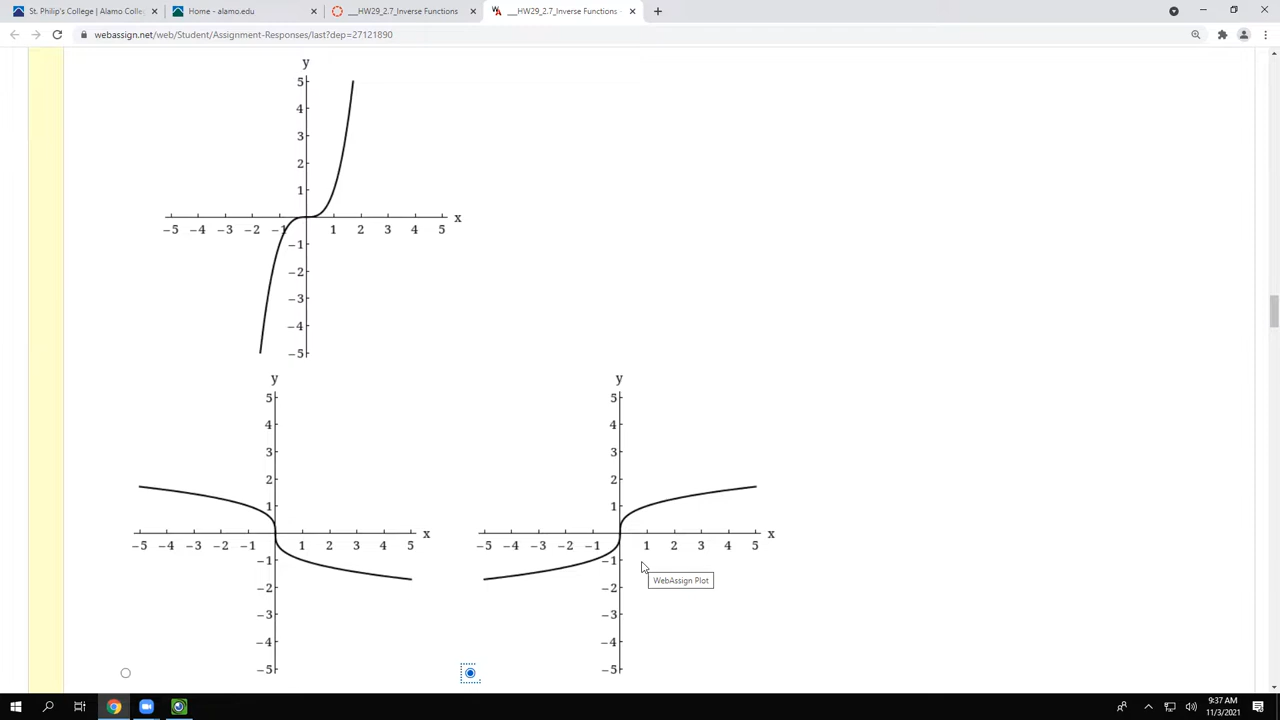 St. Philip's College | Alamo Colleg
Home - alamo.edu
__HW29_2.7_Inverse Functions
__HW29_2.7_Inverse Functions -
webassign.net/web/Student/Assignment-Responses/last?dep=27121890
y
5
4
3
2
1
x
−5 −4 −3 −2 −1 1 2 3 4 5
−1
−2
−3
−4
−5
y y
5 5
4 4
3 3
2 2
1 1
x x
−5 −4 −3 −2 −1 1 2 3 4 5 −5 −4 −3 −2 −1 1 2 3 4 5
−1 −1
WebAssign Plot
−2 −2
−3 −3
−4 −4
−5 −5
9:37 AM
11/3/2021